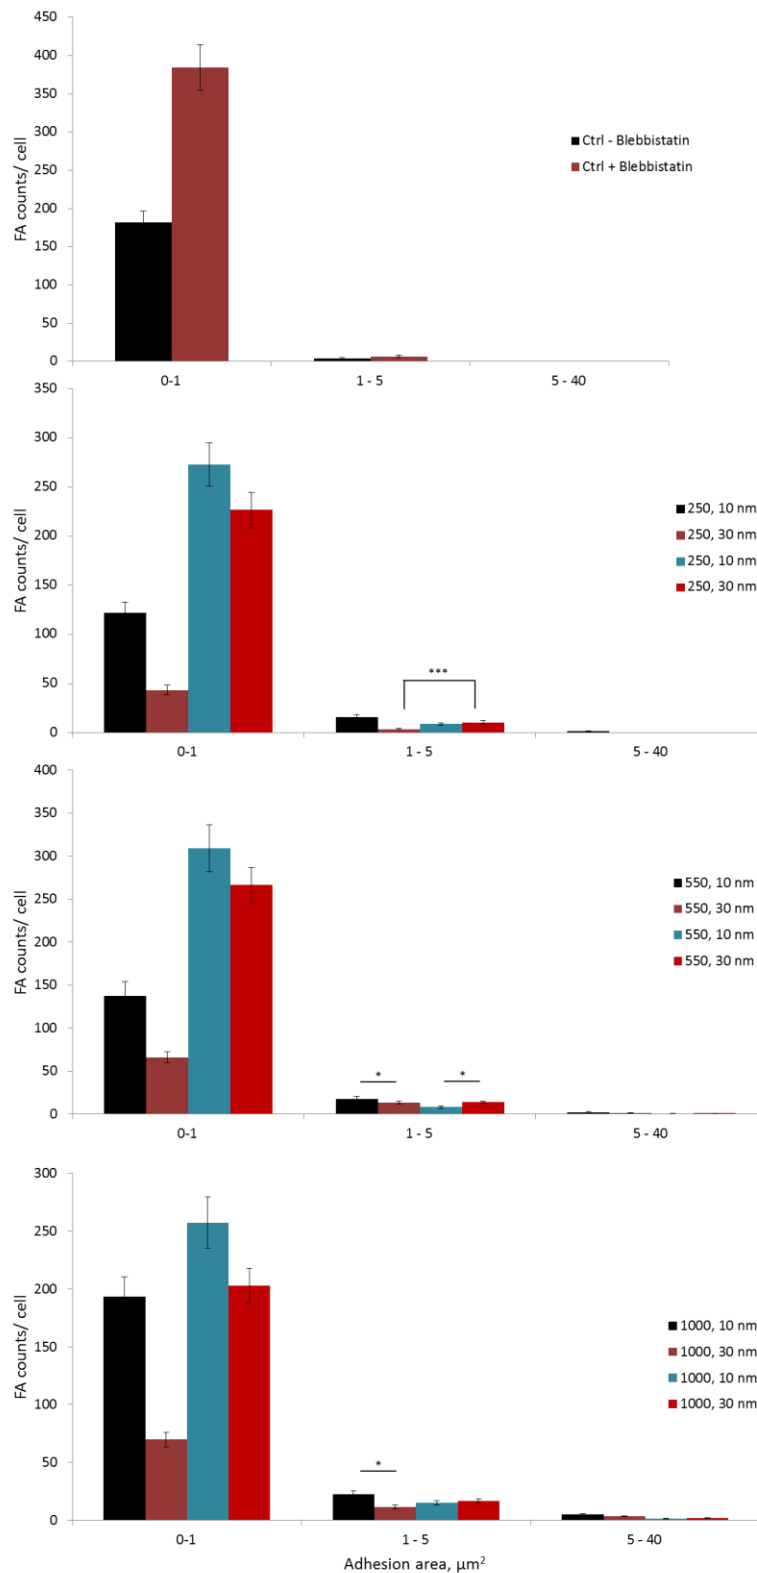 450
400
350
300
250
200
150
100
50
0
FA counts/ cell
Ctrl - Blebbistatin
Ctrl + Blebbistatin
0-1 1 - 5 5 - 40
350
300
250
200
150
100
50
0
FA counts/ cell
250, 10 nm
250, 30 nm
250, 10 nm
250, 30 nm
***
0-1 1 - 5 5 - 40
400
350
300
250
200
150
100
50
0
FA counts/ cell
550, 10 nm
550, 30 nm
550, 10 nm
550, 30 nm
* *
0-1 1 - 5 5 - 40
300
250
200
150
100
50
0
FA counts/ cell
1000, 10 nm
1000, 30 nm
1000, 10 nm
1000, 30 nm
*
0-1 1 - 5 5 - 40
Adhesion area, µm²